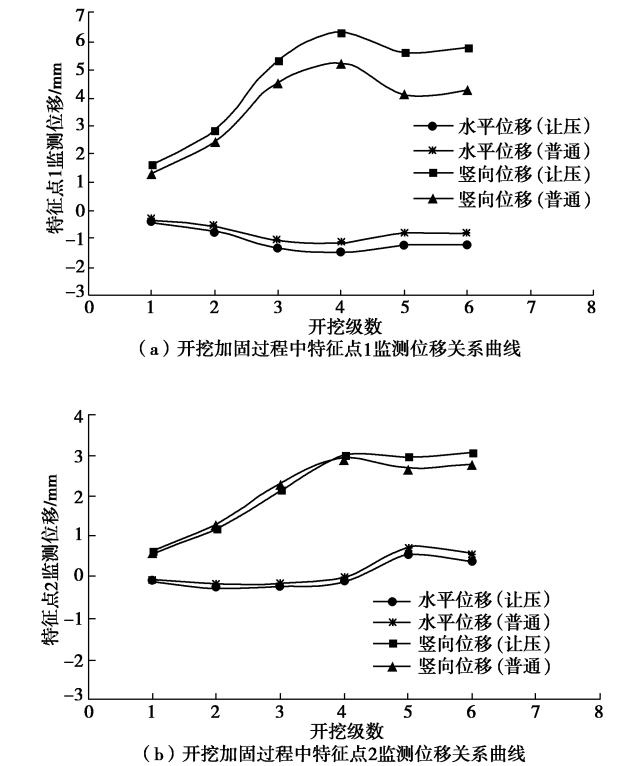 7
6
5
4
3
2
1
0
−1
−2
−3
特征点1监测位移/mm
水平位移(让压)
水平位移(普通)
竖向位移(让压)
竖向位移(普通)
0 1 2 3 4 5 6 7 8
开挖级数
（a）开挖加固过程中特征点1监测位移关系曲线
4
3
2
1
0
−1
−2
−3
特征点2监测位移/mm
水平位移(让压)
水平位移(普通)
竖向位移(让压)
竖向位移(普通)
0 1 2 3 4 5 6 7 8
开挖级数
（b）开挖加固过程中特征点2监测位移关系曲线